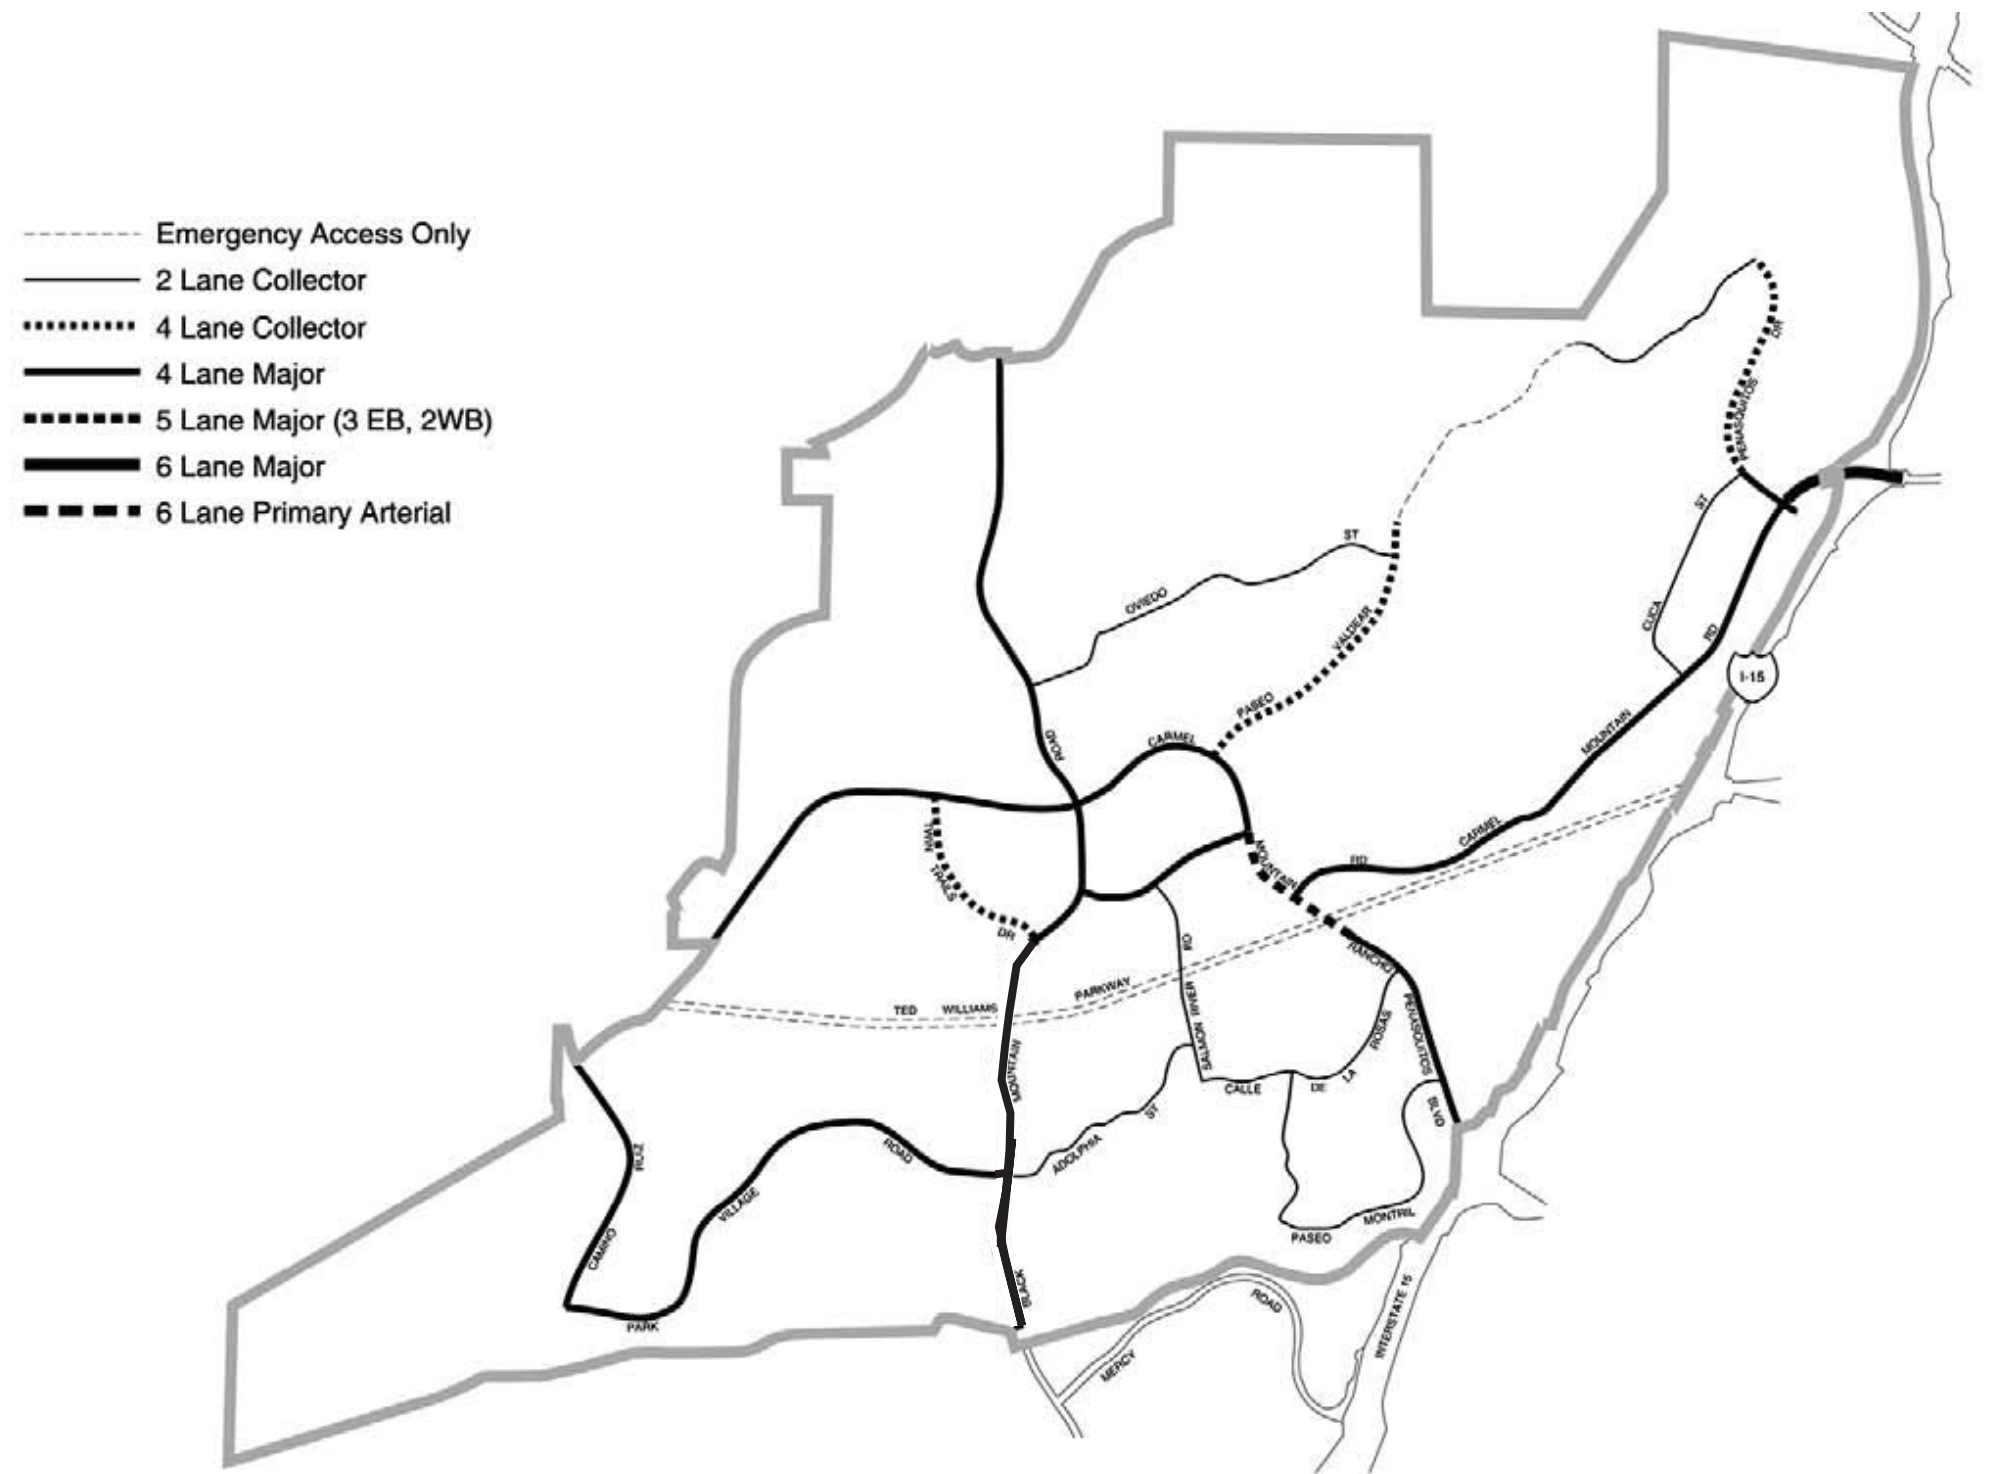 Emergency Access Only
2 Lane Collector
4 Lane Collector
4 Lane Major
5 Lane Major (3 EB, 2WB)
6 Lane Major
6 Lane Primary Arterial
DR
PENASQUITOS
ST
CUCA
RD
I-15
MOUNTAIN
CARMEL
RD
ST
OVIEDO
VALDEAR
PASEO
CARMEL
ROAD
MOUNTAIN
TWIN
TRAILS
DR
RANCHO
PENASQUITOS
BLVD
RD
SALMON RIVER
TED WILLIAMS PARKWAY
ROSAS
LA
DE
CALLE
MOUNTAIN
ST
ADOLPHIA
ROAD
VILLAGE
RUIZ
CAMINO
PARK
MONTRIL
PASEO
BLACK
ROAD
MERCY
INTERSTATE 15